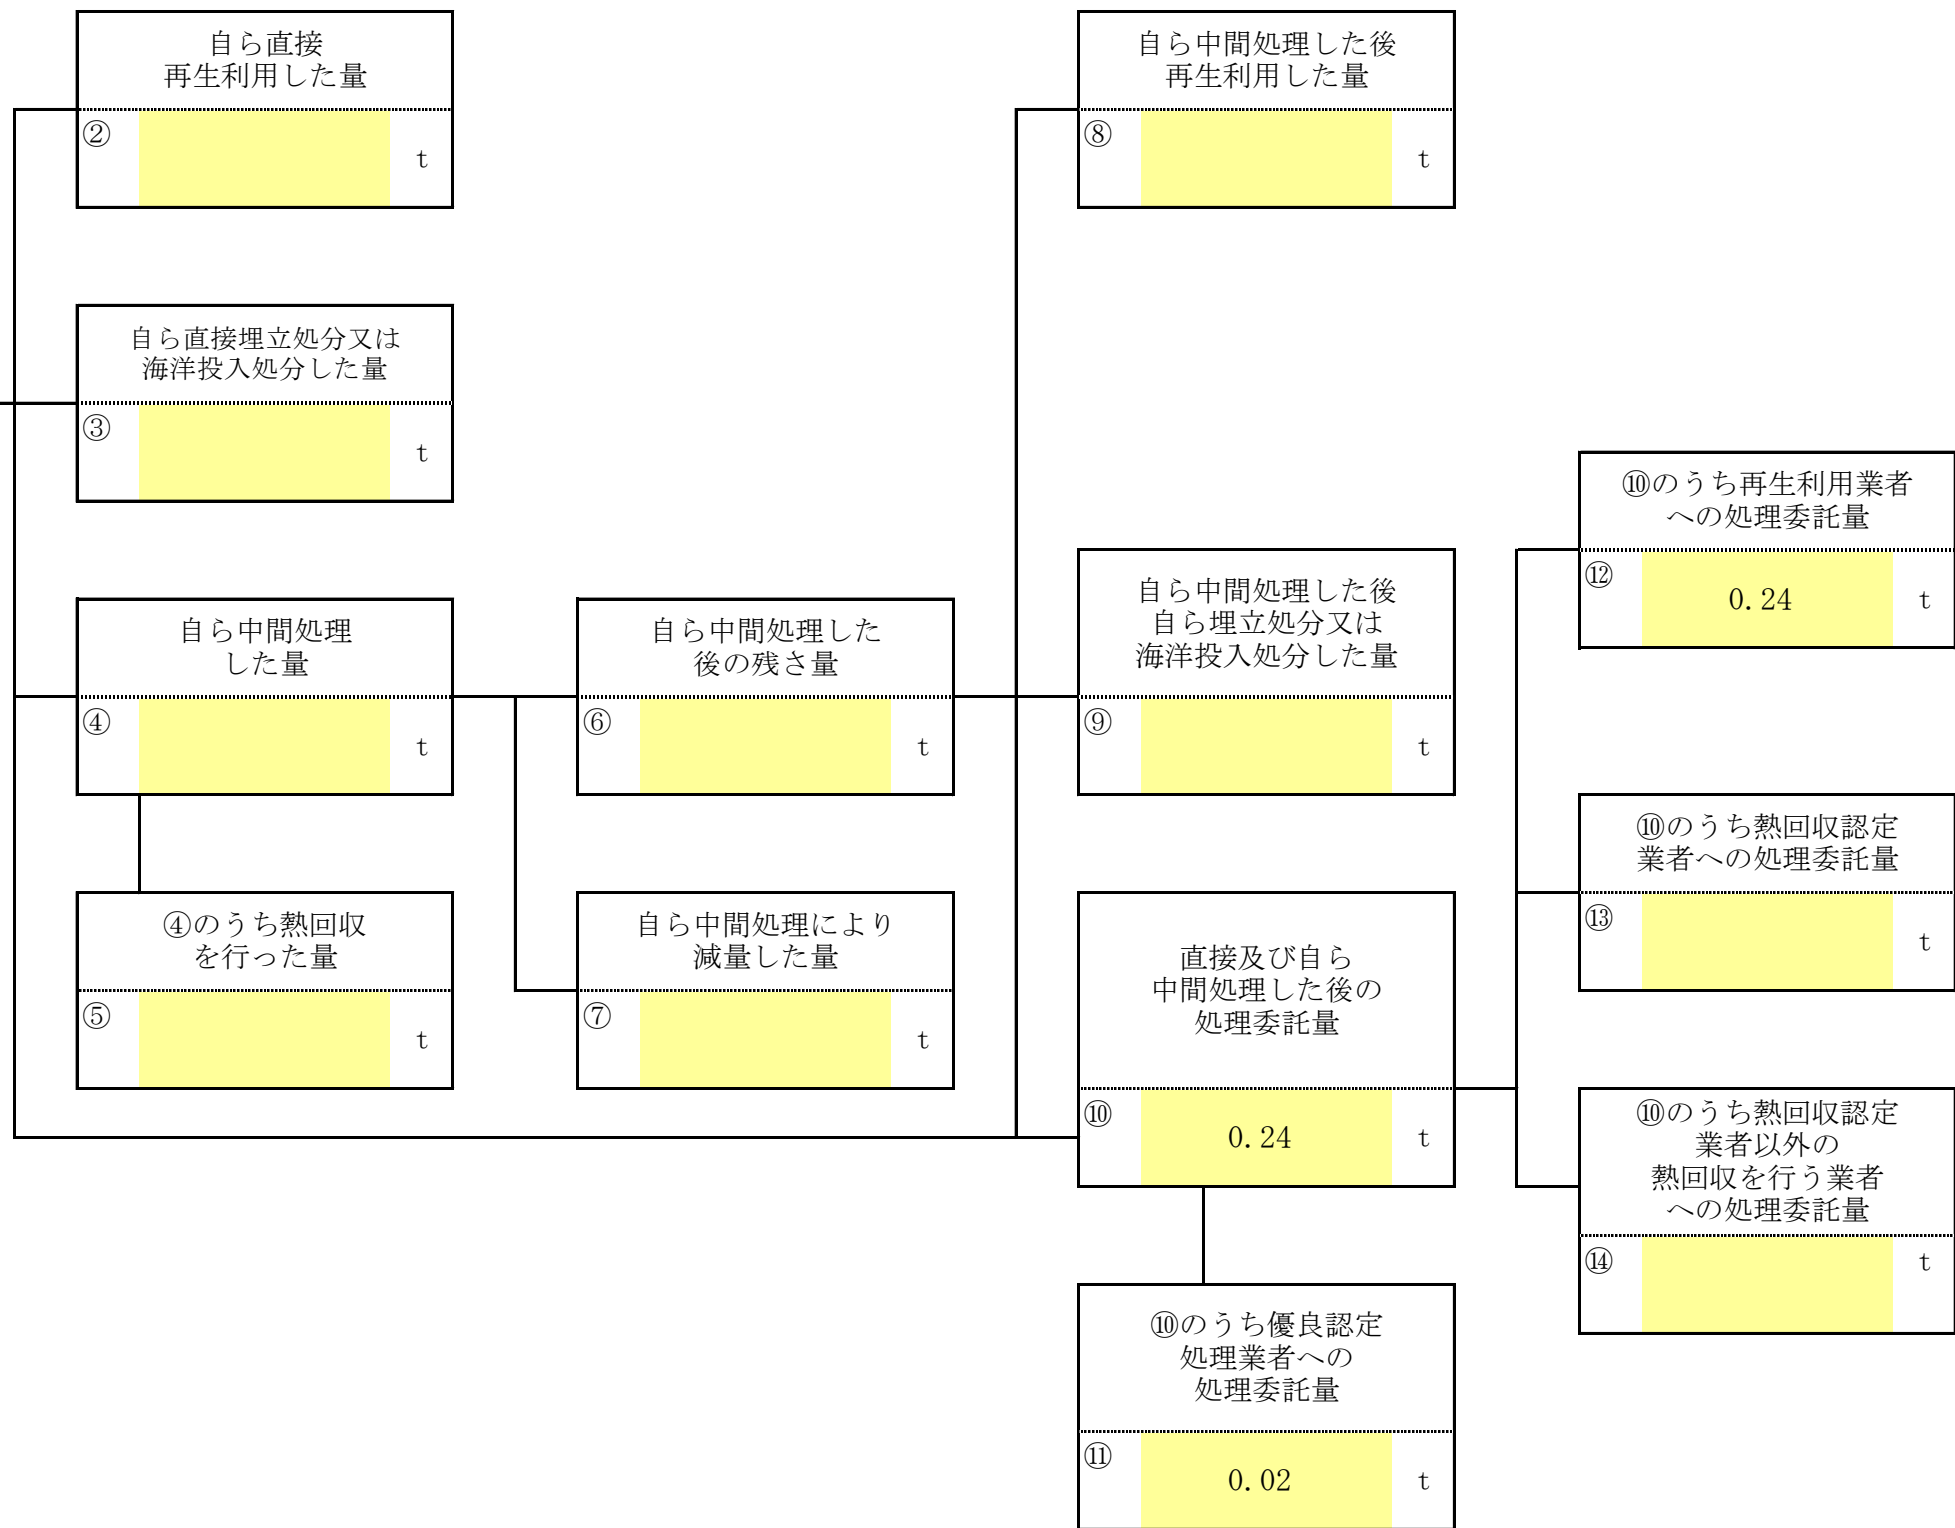 自ら直接
再生利用した量
②
t
自ら直接埋立処分又は
海洋投入処分した量
③
t
自ら中間処理
した量
④
t
④のうち熱回収
を行った量
⑤
t
自ら中間処理した
後の残さ量
⑥
t
自ら中間処理により
減量した量
⑦
t
自ら中間処理した後
再生利用した量
⑧
t
自ら中間処理した後
自ら埋立処分又は
海洋投入処分した量
⑨
t
直接及び自ら
中間処理した後の
処理委託量
⑩ 0.24 t
⑩のうち優良認定
処理業者への
処理委託量
⑪ 0.02 t
⑩のうち再生利用業者
への処理委託量
⑫ 0.24 t
⑩のうち熱回収認定
業者への処理委託量
⑬
t
⑩のうち熱回収認定
業者以外の
熱回収を行う業者
への処理委託量
⑭ t